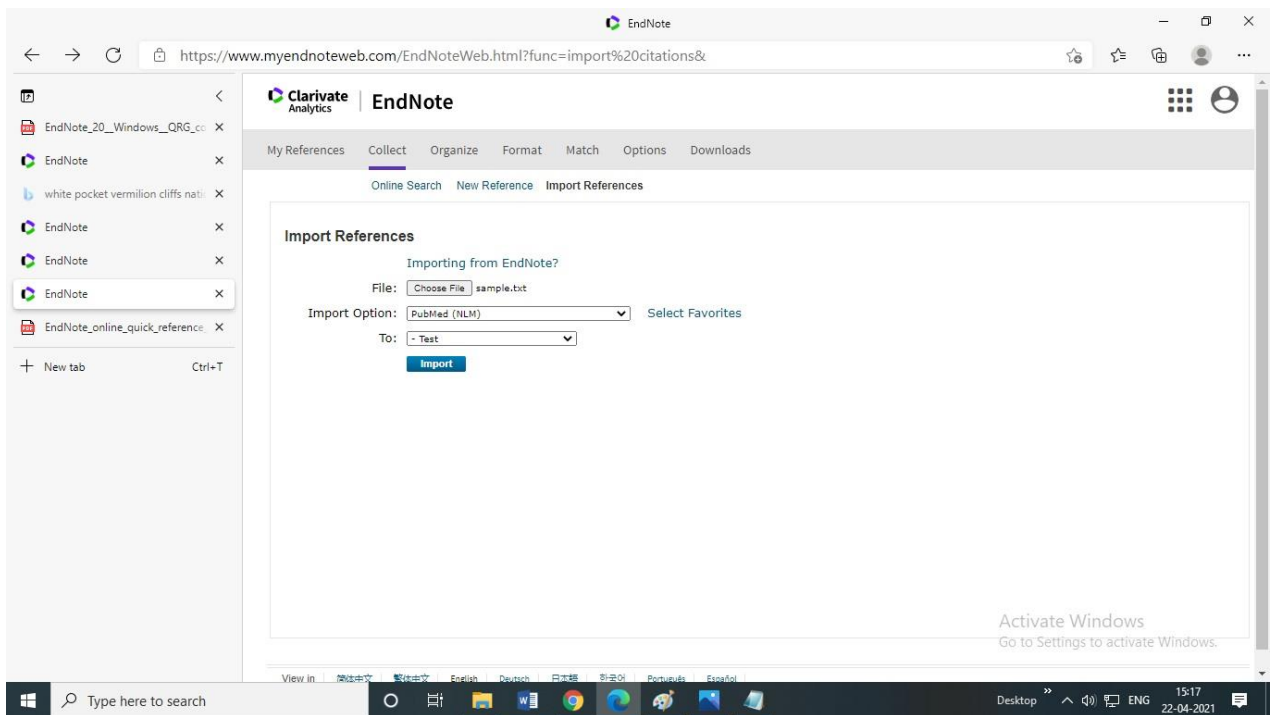 EndNote
https://www.myendnoteweb.com/EndNoteWeb.html?func=import%20citations&
EndNote_20__Windows__QRG_cc
EndNote
white pocket vermilion cliffs nati
EndNote
EndNote
EndNote
EndNote_online_quick_reference_
New tab Ctrl+T
Clarivate Analytics EndNote
My References Collect Organize Format Match Options Downloads
Online Search New Reference Import References
Import References
Importing from EndNote?
File: Choose File sample.txt
Import Option: PubMed (NLM) Select Favorites
To: - Test
Import
Activate Windows
Go to Settings to activate Windows.
View in 简体中文 繁体中文 English Deutsch 日本語 한국어 Português Español
Type here to search Desktop ENG 15:17
22-04-2021